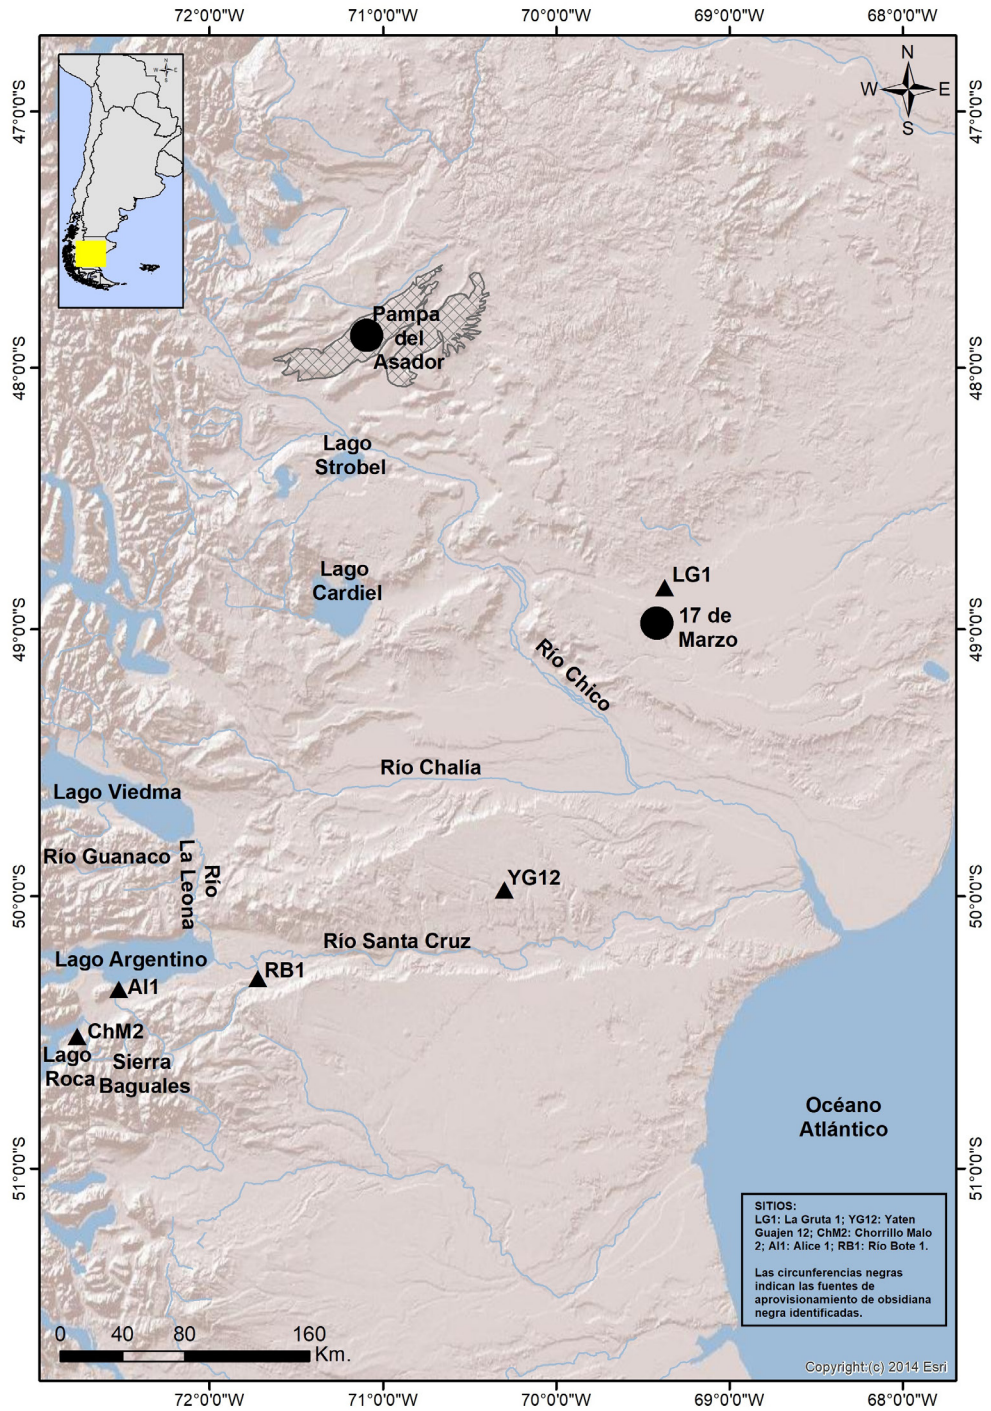 72°0'0"W
71°0'0"W
70°0'0"W
69°0'0"W
68°0'0"W
N
W
E
S
N
W
E
S
47°0'0"S
47°0'0"S
Pampa
del
Asador
48°0'0"S
48°0'0"S
Lago
Strobel
Lago
Cardiel
LG1
17 de
Marzo
49°0'0"S
49°0'0"S
Río Chico
Río Chalía
Lago Viedma
Río Guanaco
Río
La Leona
YG12
50°0'0"S
50°0'0"S
Río Santa Cruz
Lago Argentino
RB1
Al1
ChM2
Lago
Roca
Sierra
Baguales
Océano
Atlántico
51°0'0"S
51°0'0"S
SITIOS:
LG1: La Gruta 1; YG12: Yaten
Guajen 12; ChM2: Chorrillo Malo
2; Al1: Alice 1; RB1: Río Bote 1.
Las circunferencias negras
indican las fuentes de
aprovisionamiento de obsidiana
negra identificadas.
0
40
80
160
Km.
Copyright:(c) 2014 Esri
72°0'0"W
71°0'0"W
70°0'0"W
69°0'0"W
68°0'0"W